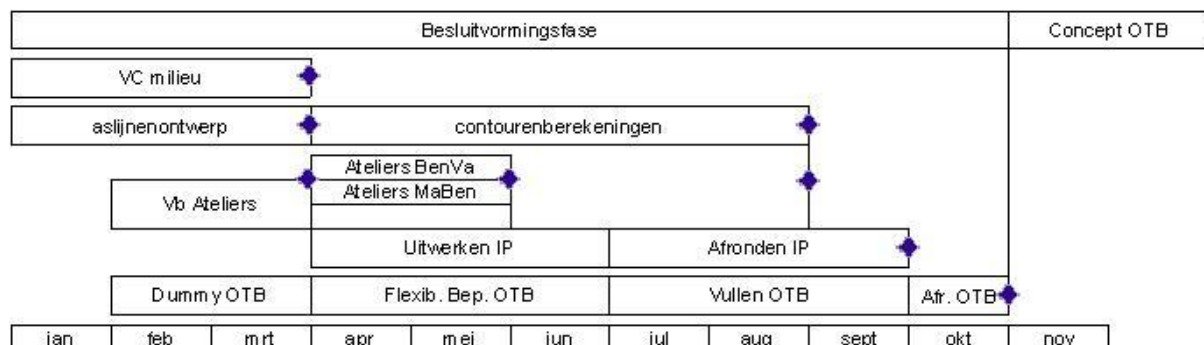 Besluitvormingsfase Concept OTB
VC milieu
aslijnenontwerp contourenberekeningen
Ateliers BenVa
Vb Ateliers Ateliers MaBen
Uitwerken IP Afronden IP
Dummy OTB Flexib. Bep. OTB Vullen OTB Afr. OTB
jan feb mrt apr mei jun jul aug sept okt nov